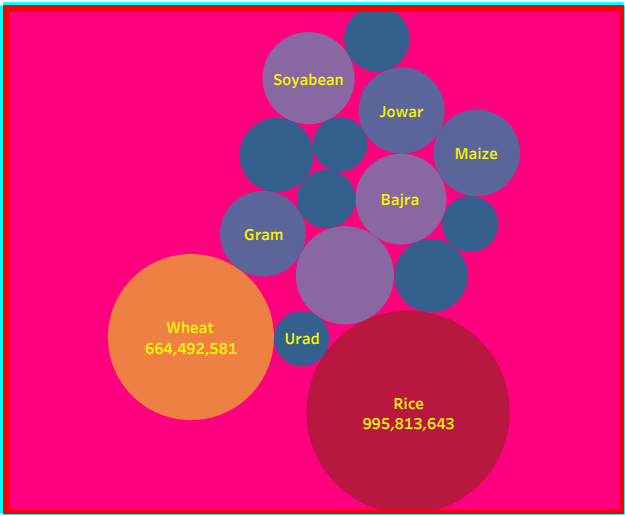 Soyabean
Jowar
Maize
Bajra
Gram
Wheat
664,492,581
Urad
Rice
995,813,643